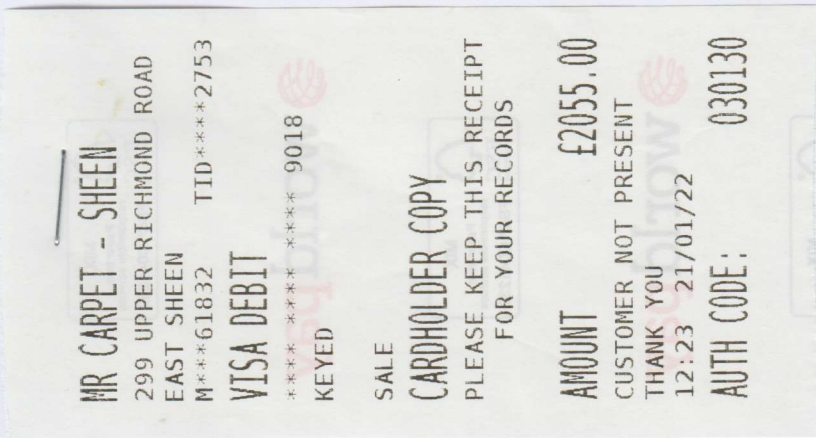 MR CARPET - SHEEN
299 UPPER RICHMOND ROAD
EAST SHEEN
M***61832 TID****2753
VISA DEBIT
**** **** **** 9018
KEYED
SALE
CARDHOLDER COPY
PLEASE KEEP THIS RECEIPT
FOR YOUR RECORDS
AMOUNT £2055.00
CUSTOMER NOT PRESENT
THANK YOU
12:23 21/01/22
AUTH CODE: 030130